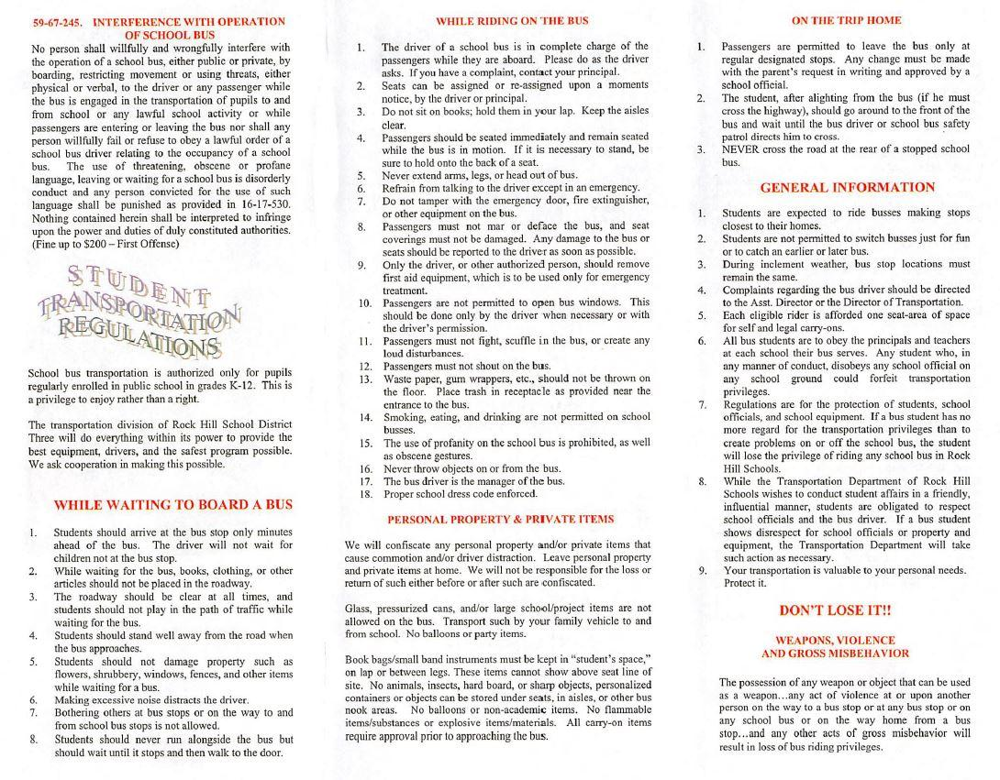 59-67-245. INTERFERENCE WITH OPERATION
OF SCHOOL BUS
No person shall willfully and wrongfully interfere with
the operation of a school bus, either public or private, by
boarding, restricting movement or using threats, either
physical or verbal, to the driver or any passenger while
the bus is engaged in the transportation of pupils to and
from school or any lawful school activity or while
passengers are entering or leaving the bus nor shall any
person willfully fail or refuse to obey a lawful order of a
school bus driver relating to the occupancy of a school
bus. The use of threatening, obscene or profane
language, leaving or waiting for a school bus is disorderly
conduct and any person convicted for the use of such
language shall be punished as provided in 16-17-530.
Nothing contained herein shall be interpreted to infringe
upon the power and duties of duly constituted authorities.
(Fine up to $200 – First Offense)
STUDENT
TRANSPORTATION
REGULATIONS
School bus transportation is authorized only for pupils
regularly enrolled in public school in grades K-12. This is
a privilege to enjoy rather than a right.
The transportation division of Rock Hill School District
Three will do everything within its power to provide the
best equipment, drivers, and the safest program possible.
We ask cooperation in making this possible.
WHILE WAITING TO BOARD A BUS
1. Students should arrive at the bus stop only minutes
ahead of the bus. The driver will not wait for
children not at the bus stop.
2. While waiting for the bus, books, clothing, or other
articles should not be placed in the roadway.
3. The roadway should be clear at all times, and
students should not play in the path of traffic while
waiting for the bus.
4. Students should stand well away from the road when
the bus approaches.
5. Students should not damage property such as
flowers, shrubbery, windows, fences, and other items
while waiting for a bus.
6. Making excessive noise distracts the driver.
7. Bothering others at bus stops or on the way to and
from school bus stops is not allowed.
8. Students should never run alongside the bus but
should wait until it stops and then walk to the door.
WHILE RIDING ON THE BUS
1. The driver of a school bus is in complete charge of the
passengers while they are aboard. Please do as the driver
asks. If you have a complaint, contact your principal.
2. Seats can be assigned or re-assigned upon a moments
notice, by the driver or principal.
3. Do not sit on books; hold them in your lap. Keep the aisles
clear.
4. Passengers should be seated immediately and remain seated
while the bus is in motion. If it is necessary to stand, be
sure to hold onto the back of a seat.
5. Never extend arms, legs, or head out of bus.
6. Refrain from talking to the driver except in an emergency.
7. Do not tamper with the emergency door, fire extinguisher,
or other equipment on the bus.
8. Passengers must not mar or deface the bus, and seat
coverings must not be damaged. Any damage to the bus or
seats should be reported to the driver as soon as possible.
9. Only the driver, or other authorized person, should remove
first aid equipment, which is to be used only for emergency
treatment.
10. Passengers are not permitted to open bus windows. This
should be done only by the driver when necessary or with
the driver's permission.
11. Passengers must not fight, scuffle in the bus, or create any
loud disturbances.
12. Passengers must not shout on the bus.
13. Waste paper, gum wrappers, etc., should not be thrown on
the floor. Place trash in receptacle as provided near the
entrance to the bus.
14. Smoking, eating, and drinking are not permitted on school
busses.
15. The use of profanity on the school bus is prohibited, as well
as obscene gestures.
16. Never throw objects on or from the bus.
17. The bus driver is the manager of the bus.
18. Proper school dress code enforced.
PERSONAL PROPERTY & PRIVATE ITEMS
We will confiscate any personal property and/or private items that
cause commotion and/or driver distraction. Leave personal property
and private items at home. We will not be responsible for the loss or
return of such either before or after such are confiscated.
Glass, pressurized cans, and/or large school/project items are not
allowed on the bus. Transport such by your family vehicle to and
from school. No balloons or party items.
Book bags/small band instruments must be kept in "student's space,"
on lap or between legs. These items cannot show above seat line of
site. No animals, insects, hard board, or sharp objects, personalized
containers or objects can be stored under seats, in aisles, or other bus
nook areas. No balloons or non-academic items. No flammable
items/substances or explosive items/materials. All carry-on items
require approval prior to approaching the bus.
ON THE TRIP HOME
1. Passengers are permitted to leave the bus only at
regular designated stops. Any change must be made
with the parent's request in writing and approved by a
school official.
2. The student, after alighting from the bus (if he must
cross the highway), should go around to the front of the
bus and wait until the bus driver or school bus safety
patrol directs him to cross.
3. NEVER cross the road at the rear of a stopped school
bus.
GENERAL INFORMATION
1. Students are expected to ride busses making stops
closest to their homes.
2. Students are not permitted to switch busses just for fun
or to catch an earlier or later bus.
3. During inclement weather, bus stop locations must
remain the same.
4. Complaints regarding the bus driver should be directed
to the Asst. Director or the Director of Transportation.
5. Each eligible rider is afforded one seat-area of space
for self and legal carry-ons.
6. All bus students are to obey the principals and teachers
at each school their bus serves. Any student who, in
any manner of conduct, disobeys any school official on
any school ground could forfeit transportation
privileges.
7. Regulations are for the protection of students, school
officials, and school equipment. If a bus student has no
more regard for the transportation privileges than to
create problems on or off the school bus, the student
will lose the privilege of riding any school bus in Rock
Hill Schools.
8. While the Transportation Department of Rock Hill
Schools wishes to conduct student affairs in a friendly,
influential manner, students are obligated to respect
school officials and the bus driver. If a bus student
shows disrespect for school officials or property and
equipment, the Transportation Department will take
such action as necessary.
9. Your transportation is valuable to your personal needs.
Protect it.
DON'T LOSE IT!!
WEAPONS, VIOLENCE
AND GROSS MISBEHAVIOR
The possession of any weapon or object that can be used
as a weapon...any act of violence at or upon another
person on the way to a bus stop or at any bus stop or on
any school bus or on the way home from a bus
stop...and any other acts of gross misbehavior will
result in loss of bus riding privileges.